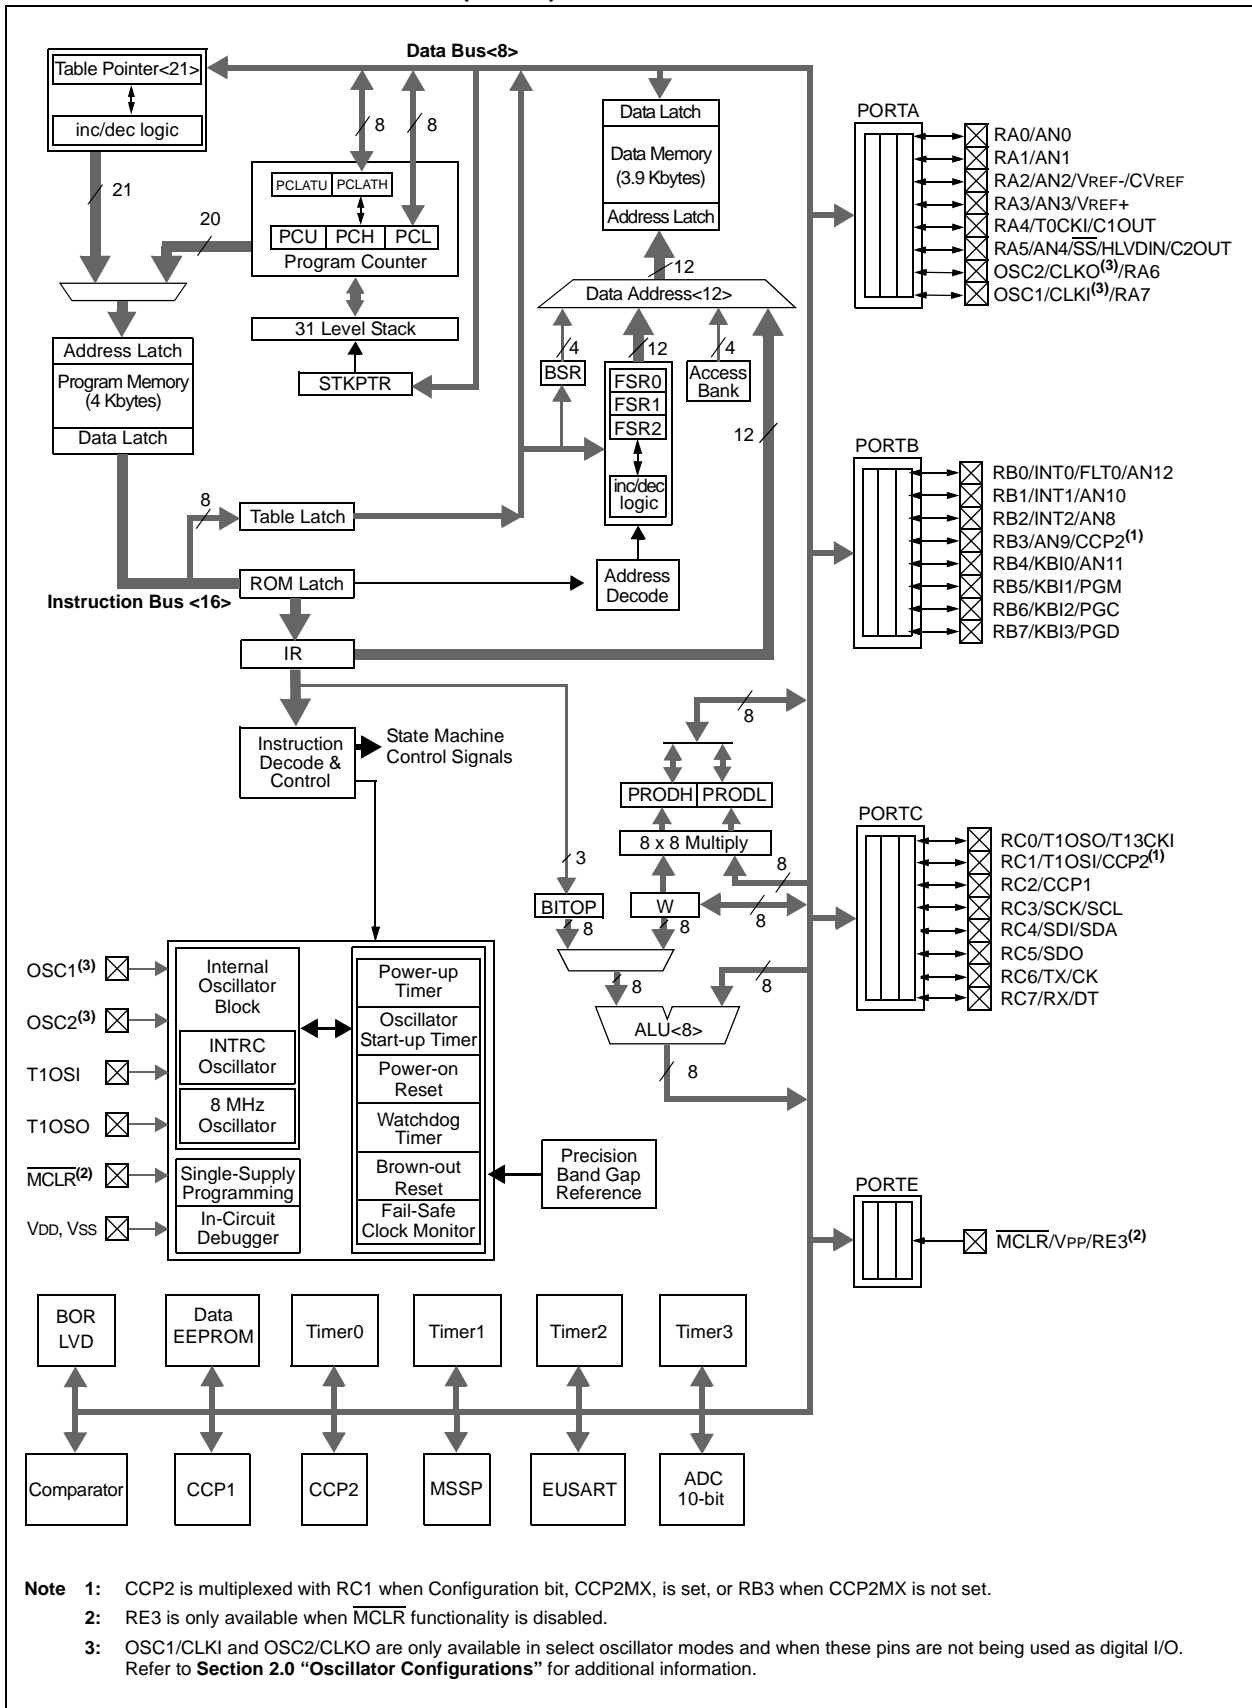 Data Bus<8>
Table Pointer<21>
inc/dec logic
21
20
8
8
PCLATU
PCLATH
PCU
PCH
PCL
Program Counter
31 Level Stack
STKPTR
Data Latch
Data Memory
(3.9 Kbytes)
Address Latch
12
Data Address<12>
4
12
4
BSR
FSR0
FSR1
FSR2
inc/dec
logic
Access
Bank
12
Address Latch
Program Memory
(4 Kbytes)
Data Latch
8
Table Latch
ROM Latch
Instruction Bus <16>
Address
Decode
IR
Instruction
Decode &
Control
State Machine
Control Signals
8
PRODH
PRODL
8 x 8 Multiply
3
8
BITOP
W
8
8
8
8
8
ALU<8>
8
OSC1(3)
OSC2(3)
T1OSI
T1OSO
MCLR(2)
VDD, VSS
Internal
Oscillator
Block
INTRC
Oscillator
8 MHz
Oscillator
Single-Supply
Programming
In-Circuit
Debugger
Power-up
Timer
Oscillator
Start-up Timer
Power-on
Reset
Watchdog
Timer
Brown-out
Reset
Fail-Safe
Clock Monitor
Precision
Band Gap
Reference
PORTA
RA0/AN0
RA1/AN1
RA2/AN2/VREF-/CVREF
RA3/AN3/VREF+
RA4/T0CKI/C1OUT
RA5/AN4/SS/HLVDIN/C2OUT
OSC2/CLKO(3)/RA6
OSC1/CLKI(3)/RA7
PORTB
RB0/INT0/FLT0/AN12
RB1/INT1/AN10
RB2/INT2/AN8
RB3/AN9/CCP2(1)
RB4/KBI0/AN11
RB5/KBI1/PGM
RB6/KBI2/PGC
RB7/KBI3/PGD
PORTC
RC0/T1OSO/T13CKI
RC1/T1OSI/CCP2(1)
RC2/CCP1
RC3/SCK/SCL
RC4/SDI/SDA
RC5/SDO
RC6/TX/CK
RC7/RX/DT
PORTE
MCLR/VPP/RE3(2)
BOR
LVD
Data
EEPROM
Timer0
Timer1
Timer2
Timer3
Comparator
CCP1
CCP2
MSSP
EUSART
ADC
10-bit
Note 1: CCP2 is multiplexed with RC1 when Configuration bit, CCP2MX, is set, or RB3 when CCP2MX is not set.
2: RE3 is only available when MCLR functionality is disabled.
3: OSC1/CLKI and OSC2/CLKO are only available in select oscillator modes and when these pins are not being used as digital I/O.
Refer to Section 2.0 “Oscillator Configurations” for additional information.